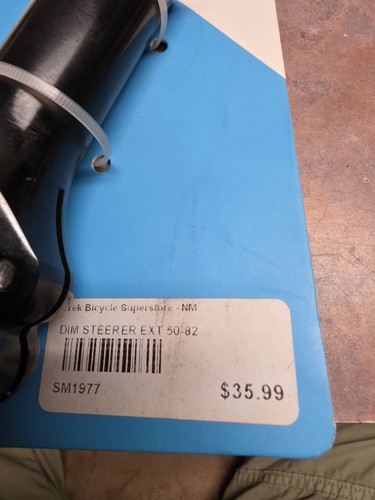 Trek Bicycle Superstore - NM
DIM STEERER EXT 50-82
SM1977
$35.99